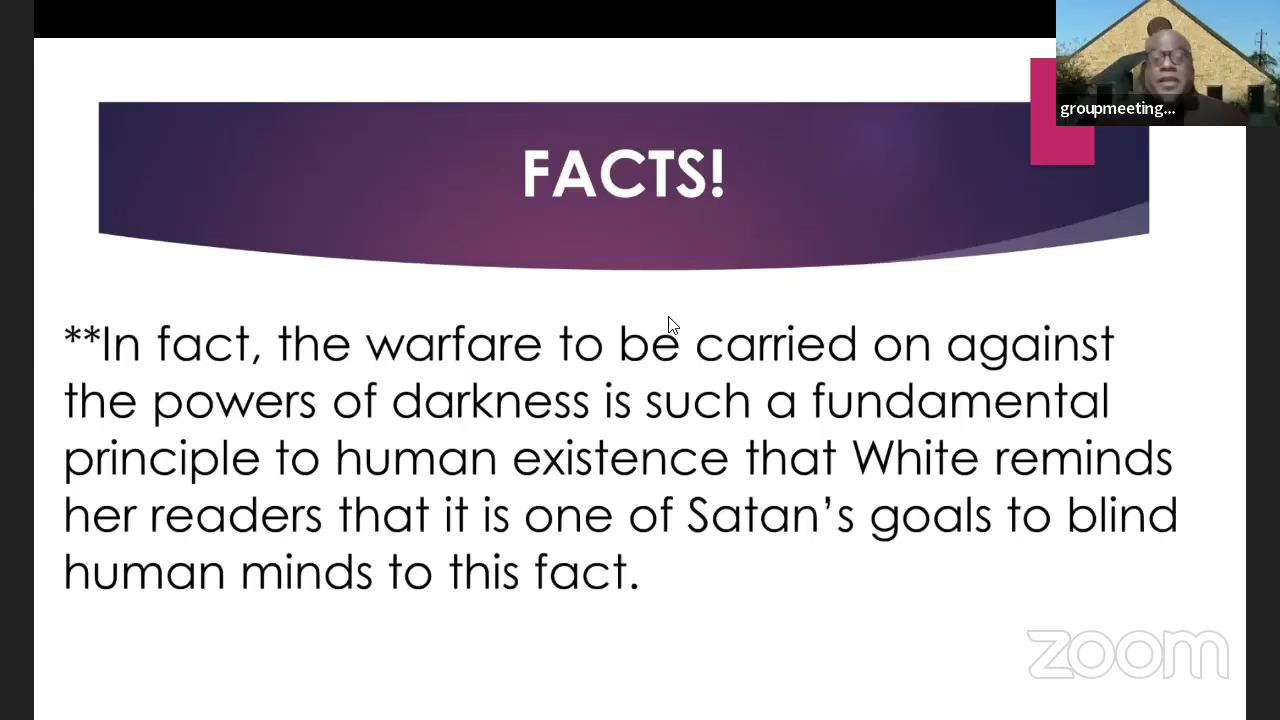 groupmeeting...
FACTS!
**In fact, the warfare to be carried on against
the powers of darkness is such a fundamental
principle to human existence that White reminds
her readers that it is one of Satan’s goals to blind
human minds to this fact.
zoom